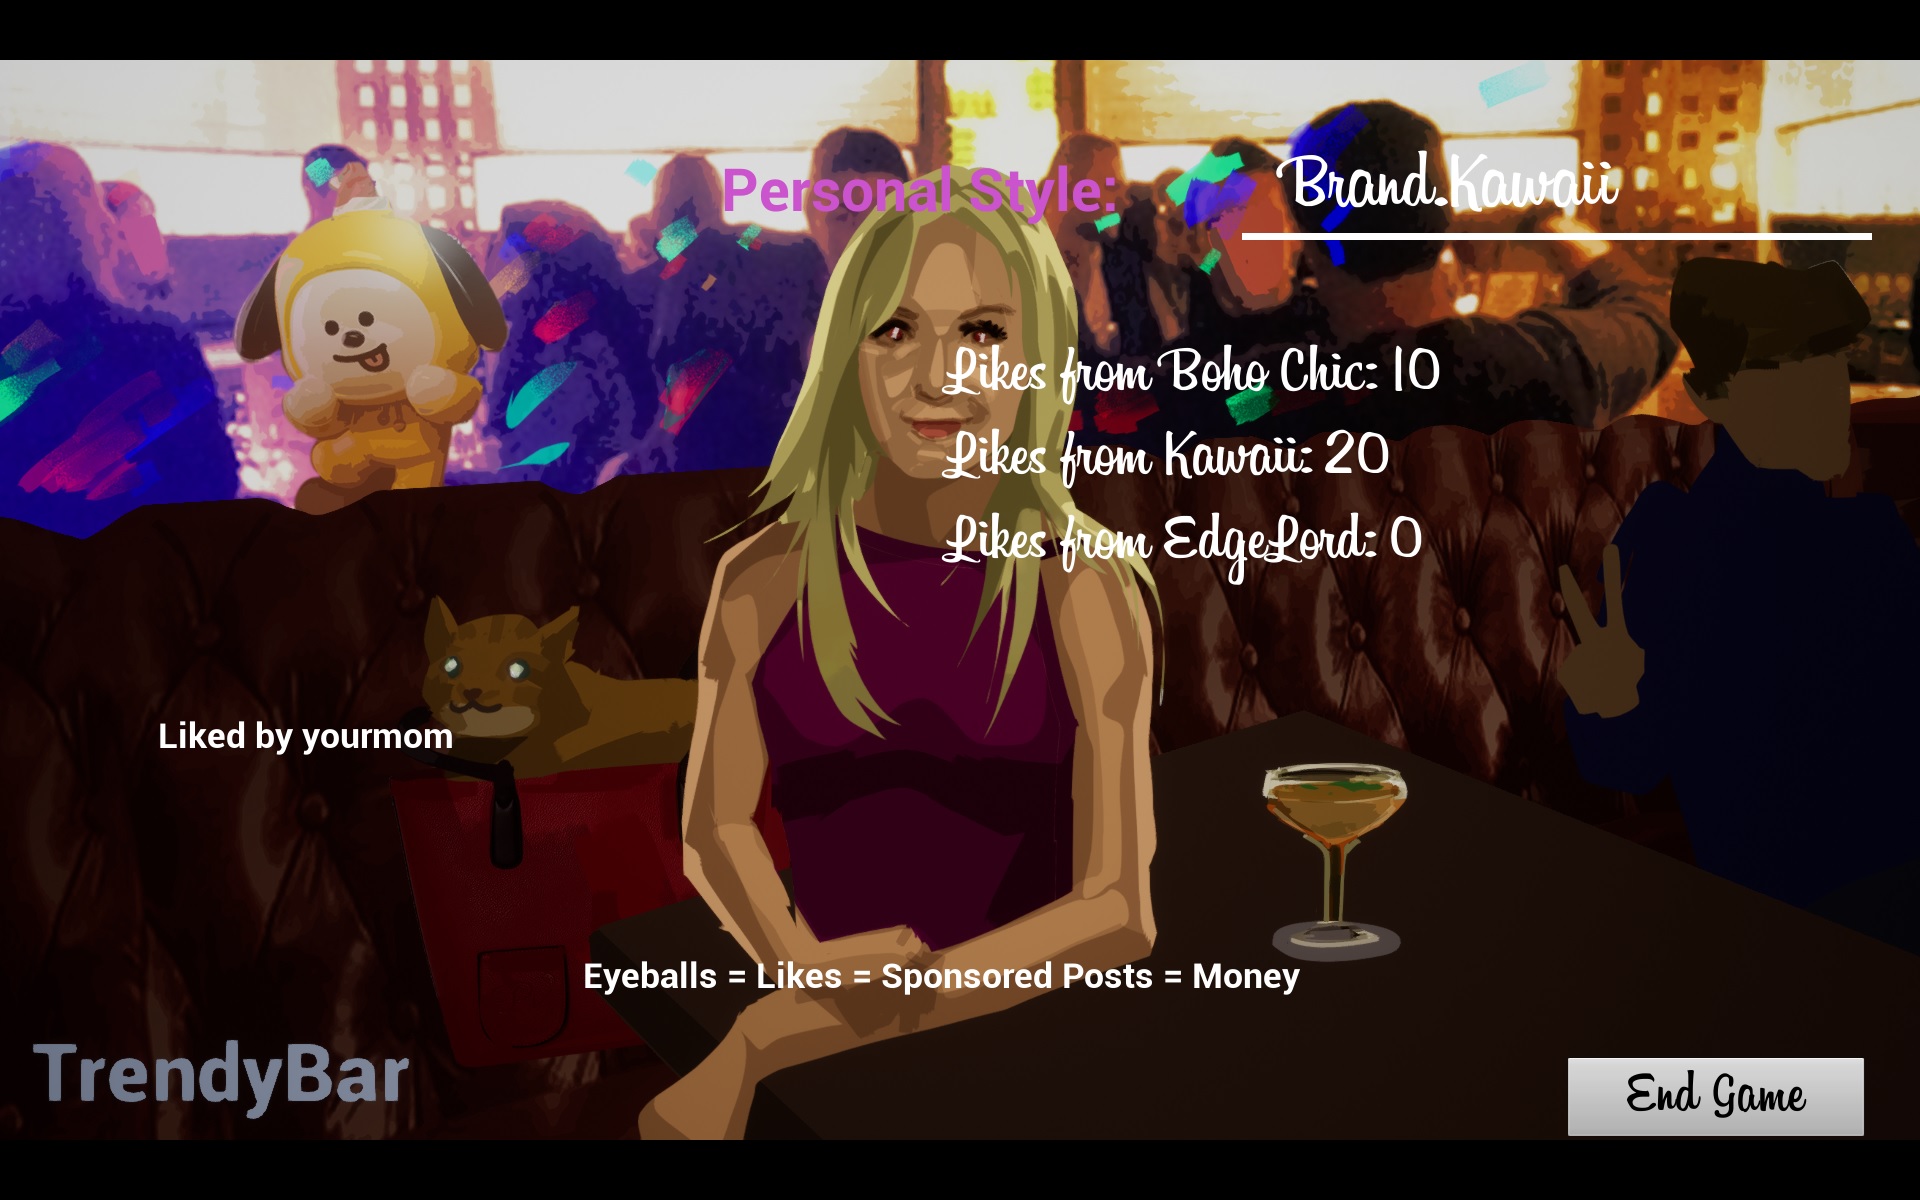 Personal Style: Brand.Kawaii
Likes from Boho Chic: 10
Likes from Kawaii: 20
Likes from EdgeLord: 0
Liked by yourmom
Eyeballs = Likes = Sponsored Posts = Money
TrendyBar
End Game